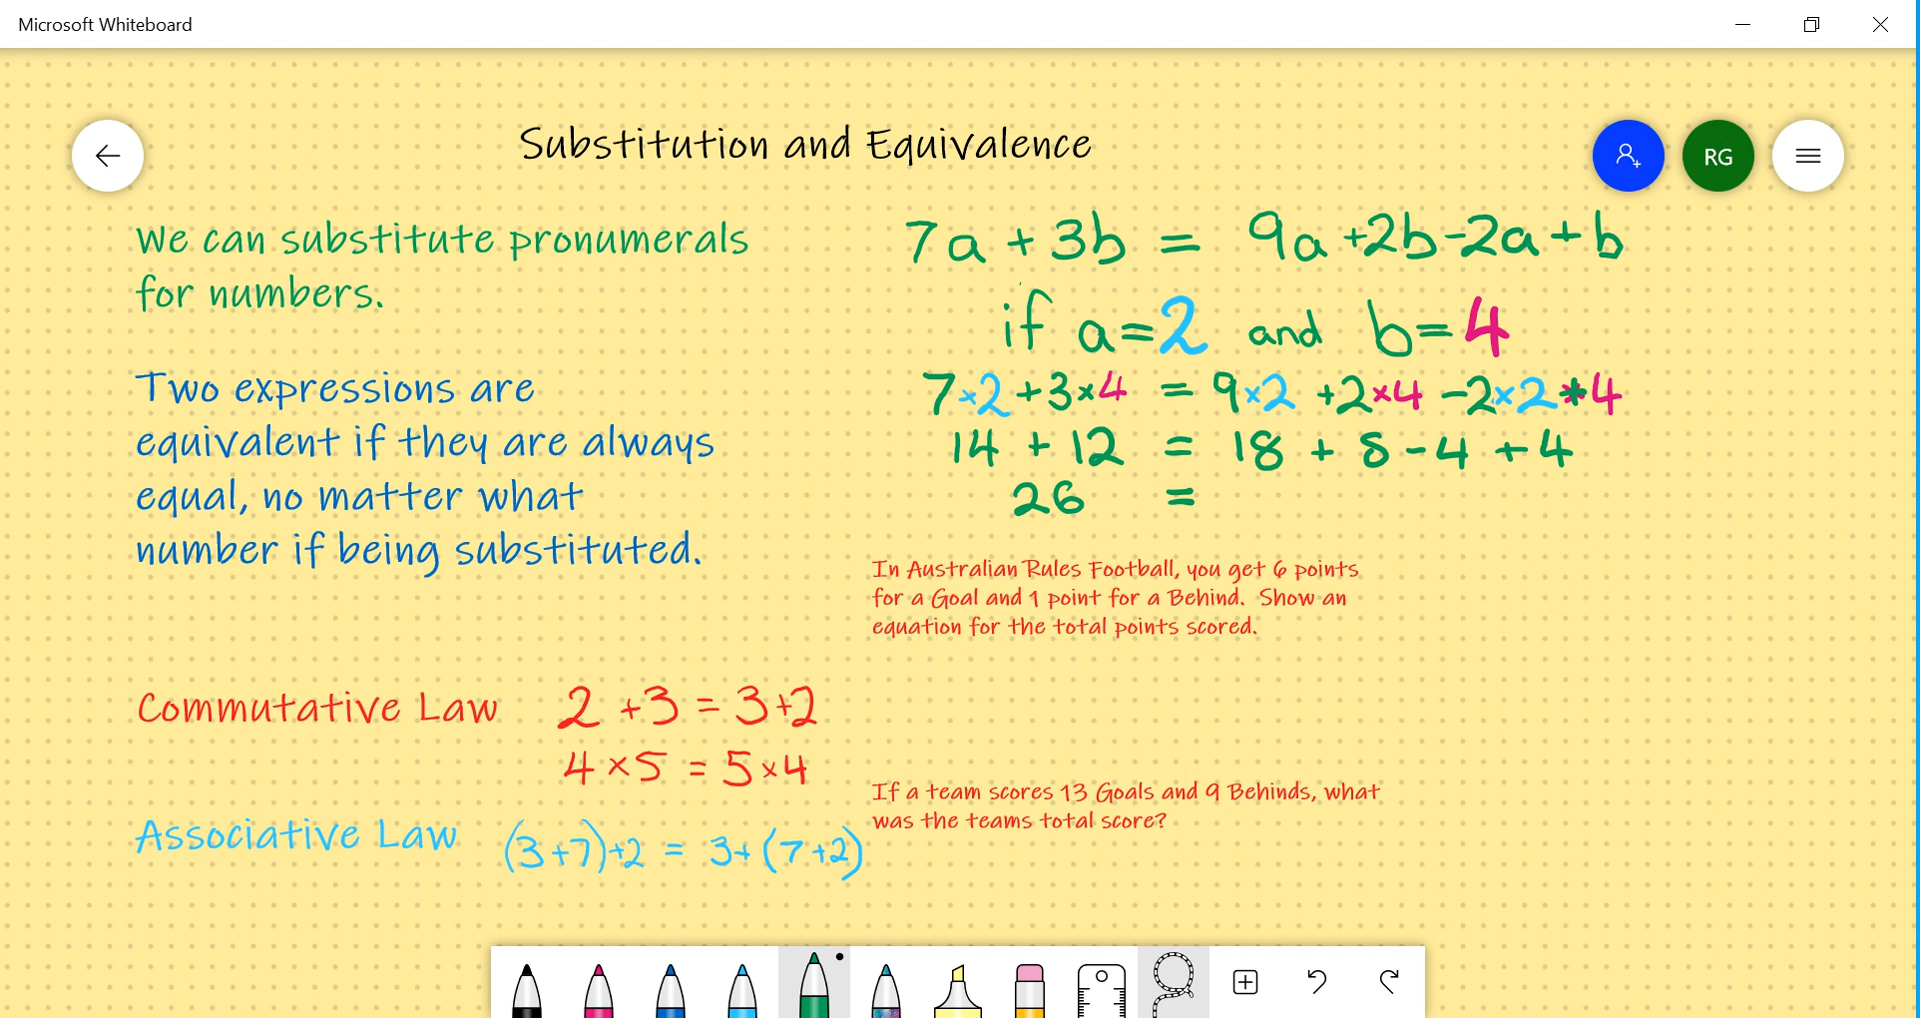 Microsoft Whiteboard
Substitution and Equivalence
RG
We can substitute pronumerals
for numbers.
Two expressions are
equivalent if they are always
equal, no matter what
number if being substituted.
Commutative Law 2 + 3 = 3 + 2
4 × 5 = 5 × 4
Associative Law (3 + 7) + 2 = 3 + (7 + 2)
7a + 3b = 9a + 2b - 2a + b
if a = 2 and b = 4
7 × 2 + 3 × 4 = 9 × 2 + 2 × 4 - 2 × 2 + 4
14 + 12 = 18 + 8 - 4 + 4
26 =
In Australian Rules Football, you get 6 points
for a Goal and 1 point for a Behind. Show an
equation for the total points scored.
If a team scores 13 Goals and 9 Behinds, what
was the teams total score?